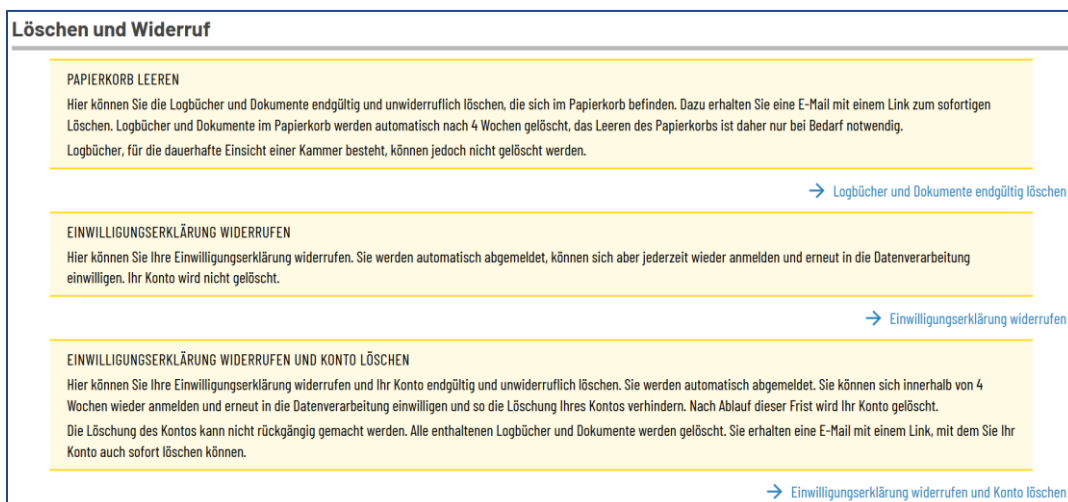 Löschen und Widerruf
PAPIERKORB LEEREN
Hier können Sie die Logbücher und Dokumente endgültig und unwiderruflich löschen, die sich im Papierkorb befinden. Dazu erhalten Sie eine E-Mail mit einem Link zum sofortigen
Löschen. Logbücher und Dokumente im Papierkorb werden automatisch nach 4 Wochen gelöscht, das Leeren des Papierkorbs ist daher nur bei Bedarf notwendig.
Logbücher, für die dauerhafte Einsicht einer Kammer besteht, können jedoch nicht gelöscht werden.
→ Logbücher und Dokumente endgültig löschen
EINWILLIGUNGSERKLÄRUNG WIDERRUFEN
Hier können Sie Ihre Einwilligungserklärung widerrufen. Sie werden automatisch abgemeldet, können sich aber jederzeit wieder anmelden und erneut in die Datenverarbeitung
einwilligen. Ihr Konto wird nicht gelöscht.
→ Einwilligungserklärung widerrufen
EINWILLIGUNGSERKLÄRUNG WIDERRUFEN UND KONTO LÖSCHEN
Hier können Sie Ihre Einwilligungserklärung widerrufen und Ihr Konto endgültig und unwiderruflich löschen. Sie werden automatisch abgemeldet. Sie können sich innerhalb von 4
Wochen wieder anmelden und erneut in die Datenverarbeitung einwilligen und so die Löschung Ihres Kontos verhindern. Nach Ablauf dieser Frist wird Ihr Konto gelöscht.
Die Löschung des Kontos kann nicht rückgängig gemacht werden. Alle enthaltenen Logbücher und Dokumente werden gelöscht. Sie erhalten eine E-Mail mit einem Link, mit dem Sie Ihr
Konto auch sofort löschen können.
→ Einwilligungserklärung widerrufen und Konto löschen